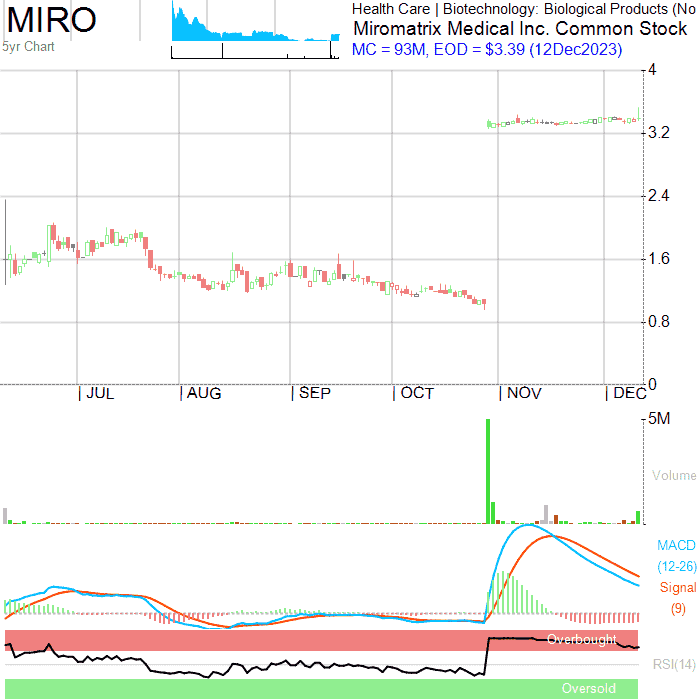 MIRO
5yr Chart
Health Care | Biotechnology: Biological Products (No
Miromatrix Medical Inc. Common Stock
MC = 93M, EOD = $3.39 (12Dec2023)
4
3.2
2.4
1.6
0.8
0
| JUL | AUG | SEP | OCT | NOV | DEC
5M
Volume
MACD
(12-26)
Signal
(9)
Overbought
RSI(14)
Oversold